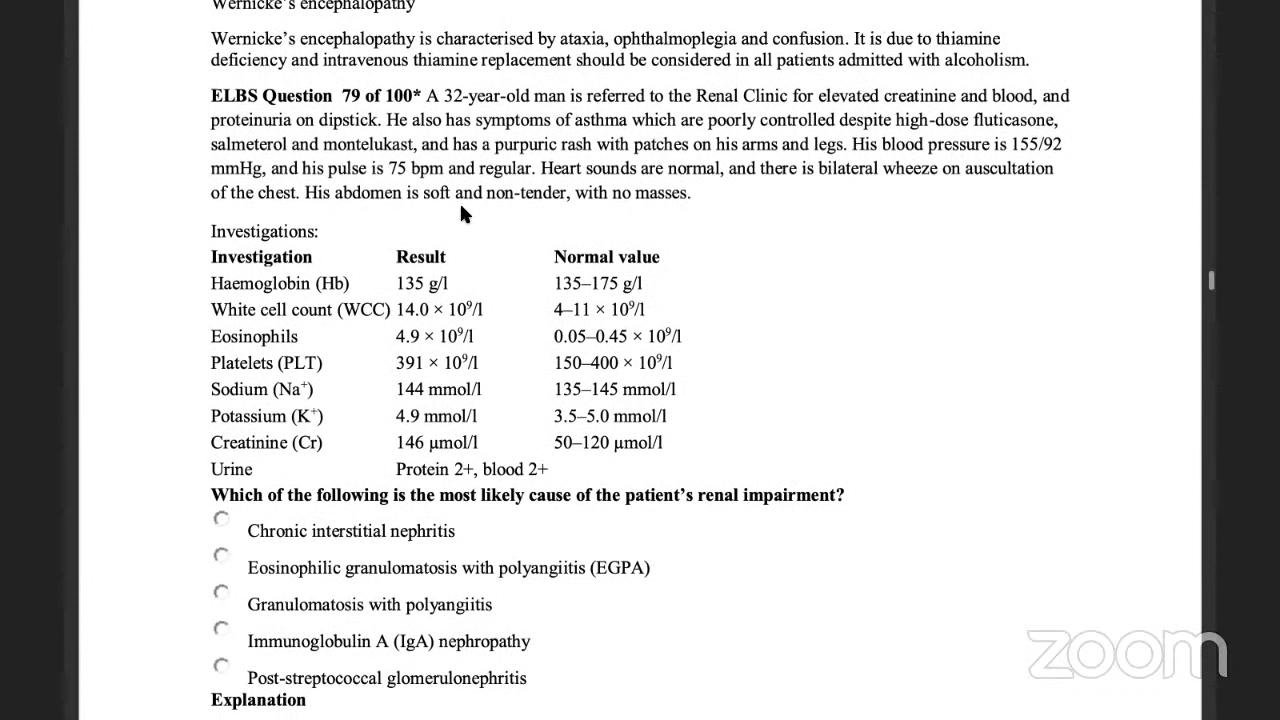 Wernicke's encephalopathy
Wernicke's encephalopathy is characterised by ataxia, ophthalmoplegia and confusion. It is due to thiamine
deficiency and intravenous thiamine replacement should be considered in all patients admitted with alcoholism.
ELBS Question 79 of 100* A 32-year-old man is referred to the Renal Clinic for elevated creatinine and blood, and
proteinuria on dipstick. He also has symptoms of asthma which are poorly controlled despite high-dose fluticasone,
salmeterol and montelukast, and has a purpuric rash with patches on his arms and legs. His blood pressure is 155/92
mmHg, and his pulse is 75 bpm and regular. Heart sounds are normal, and there is bilateral wheeze on auscultation
of the chest. His abdomen is soft and non-tender, with no masses.
Investigations:
Investigation Result Normal value
Haemoglobin (Hb) 135 g/l 135–175 g/l
White cell count (WCC) 14.0 × 10⁹/l 4–11 × 10⁹/l
Eosinophils 4.9 × 10⁹/l 0.05–0.45 × 10⁹/l
Platelets (PLT) 391 × 10⁹/l 150–400 × 10⁹/l
Sodium (Na⁺) 144 mmol/l 135–145 mmol/l
Potassium (K⁺) 4.9 mmol/l 3.5–5.0 mmol/l
Creatinine (Cr) 146 µmol/l 50–120 µmol/l
Urine Protein 2+, blood 2+
Which of the following is the most likely cause of the patient's renal impairment?
Chronic interstitial nephritis
Eosinophilic granulomatosis with polyangiitis (EGPA)
Granulomatosis with polyangiitis
Immunoglobulin A (IgA) nephropathy
Post-streptococcal glomerulonephritis
Explanation
zoom